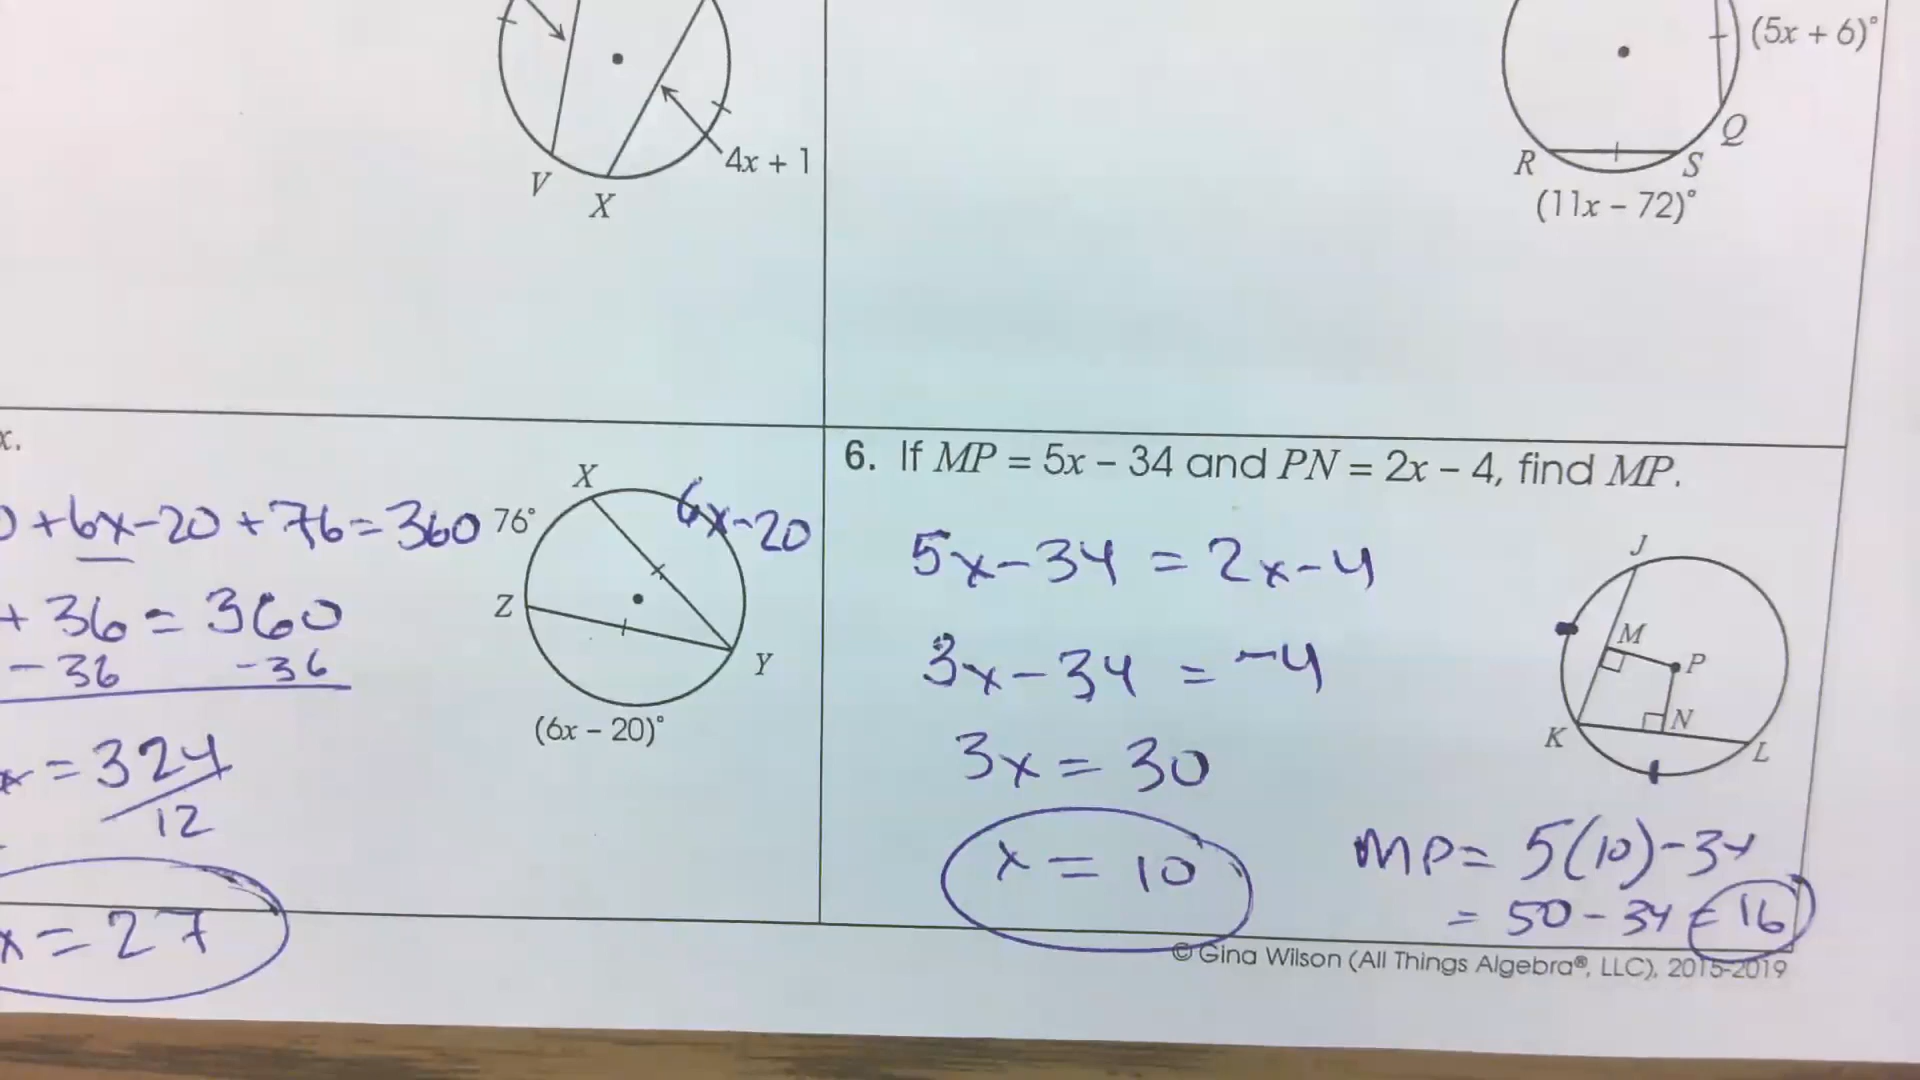 (5x + 6)°
Q
4x + 1
V
X
R
S
(11x – 72)°
x.
X
76°
6x-20
0 +6x-20 +76=360
Z
Y
(6x – 20)°
+ 36 = 360
- 36 -36
x = 324
12
x = 27
6. If MP = 5x – 34 and PN = 2x – 4, find MP.
5x-34 = 2x-4
3x-34 = -4
3x = 30
x = 10
J
M
P
N
K
L
MP= 5(10)-34
= 50-34 = 16
© Gina Wilson (All Things Algebra®, LLC), 2015-2019